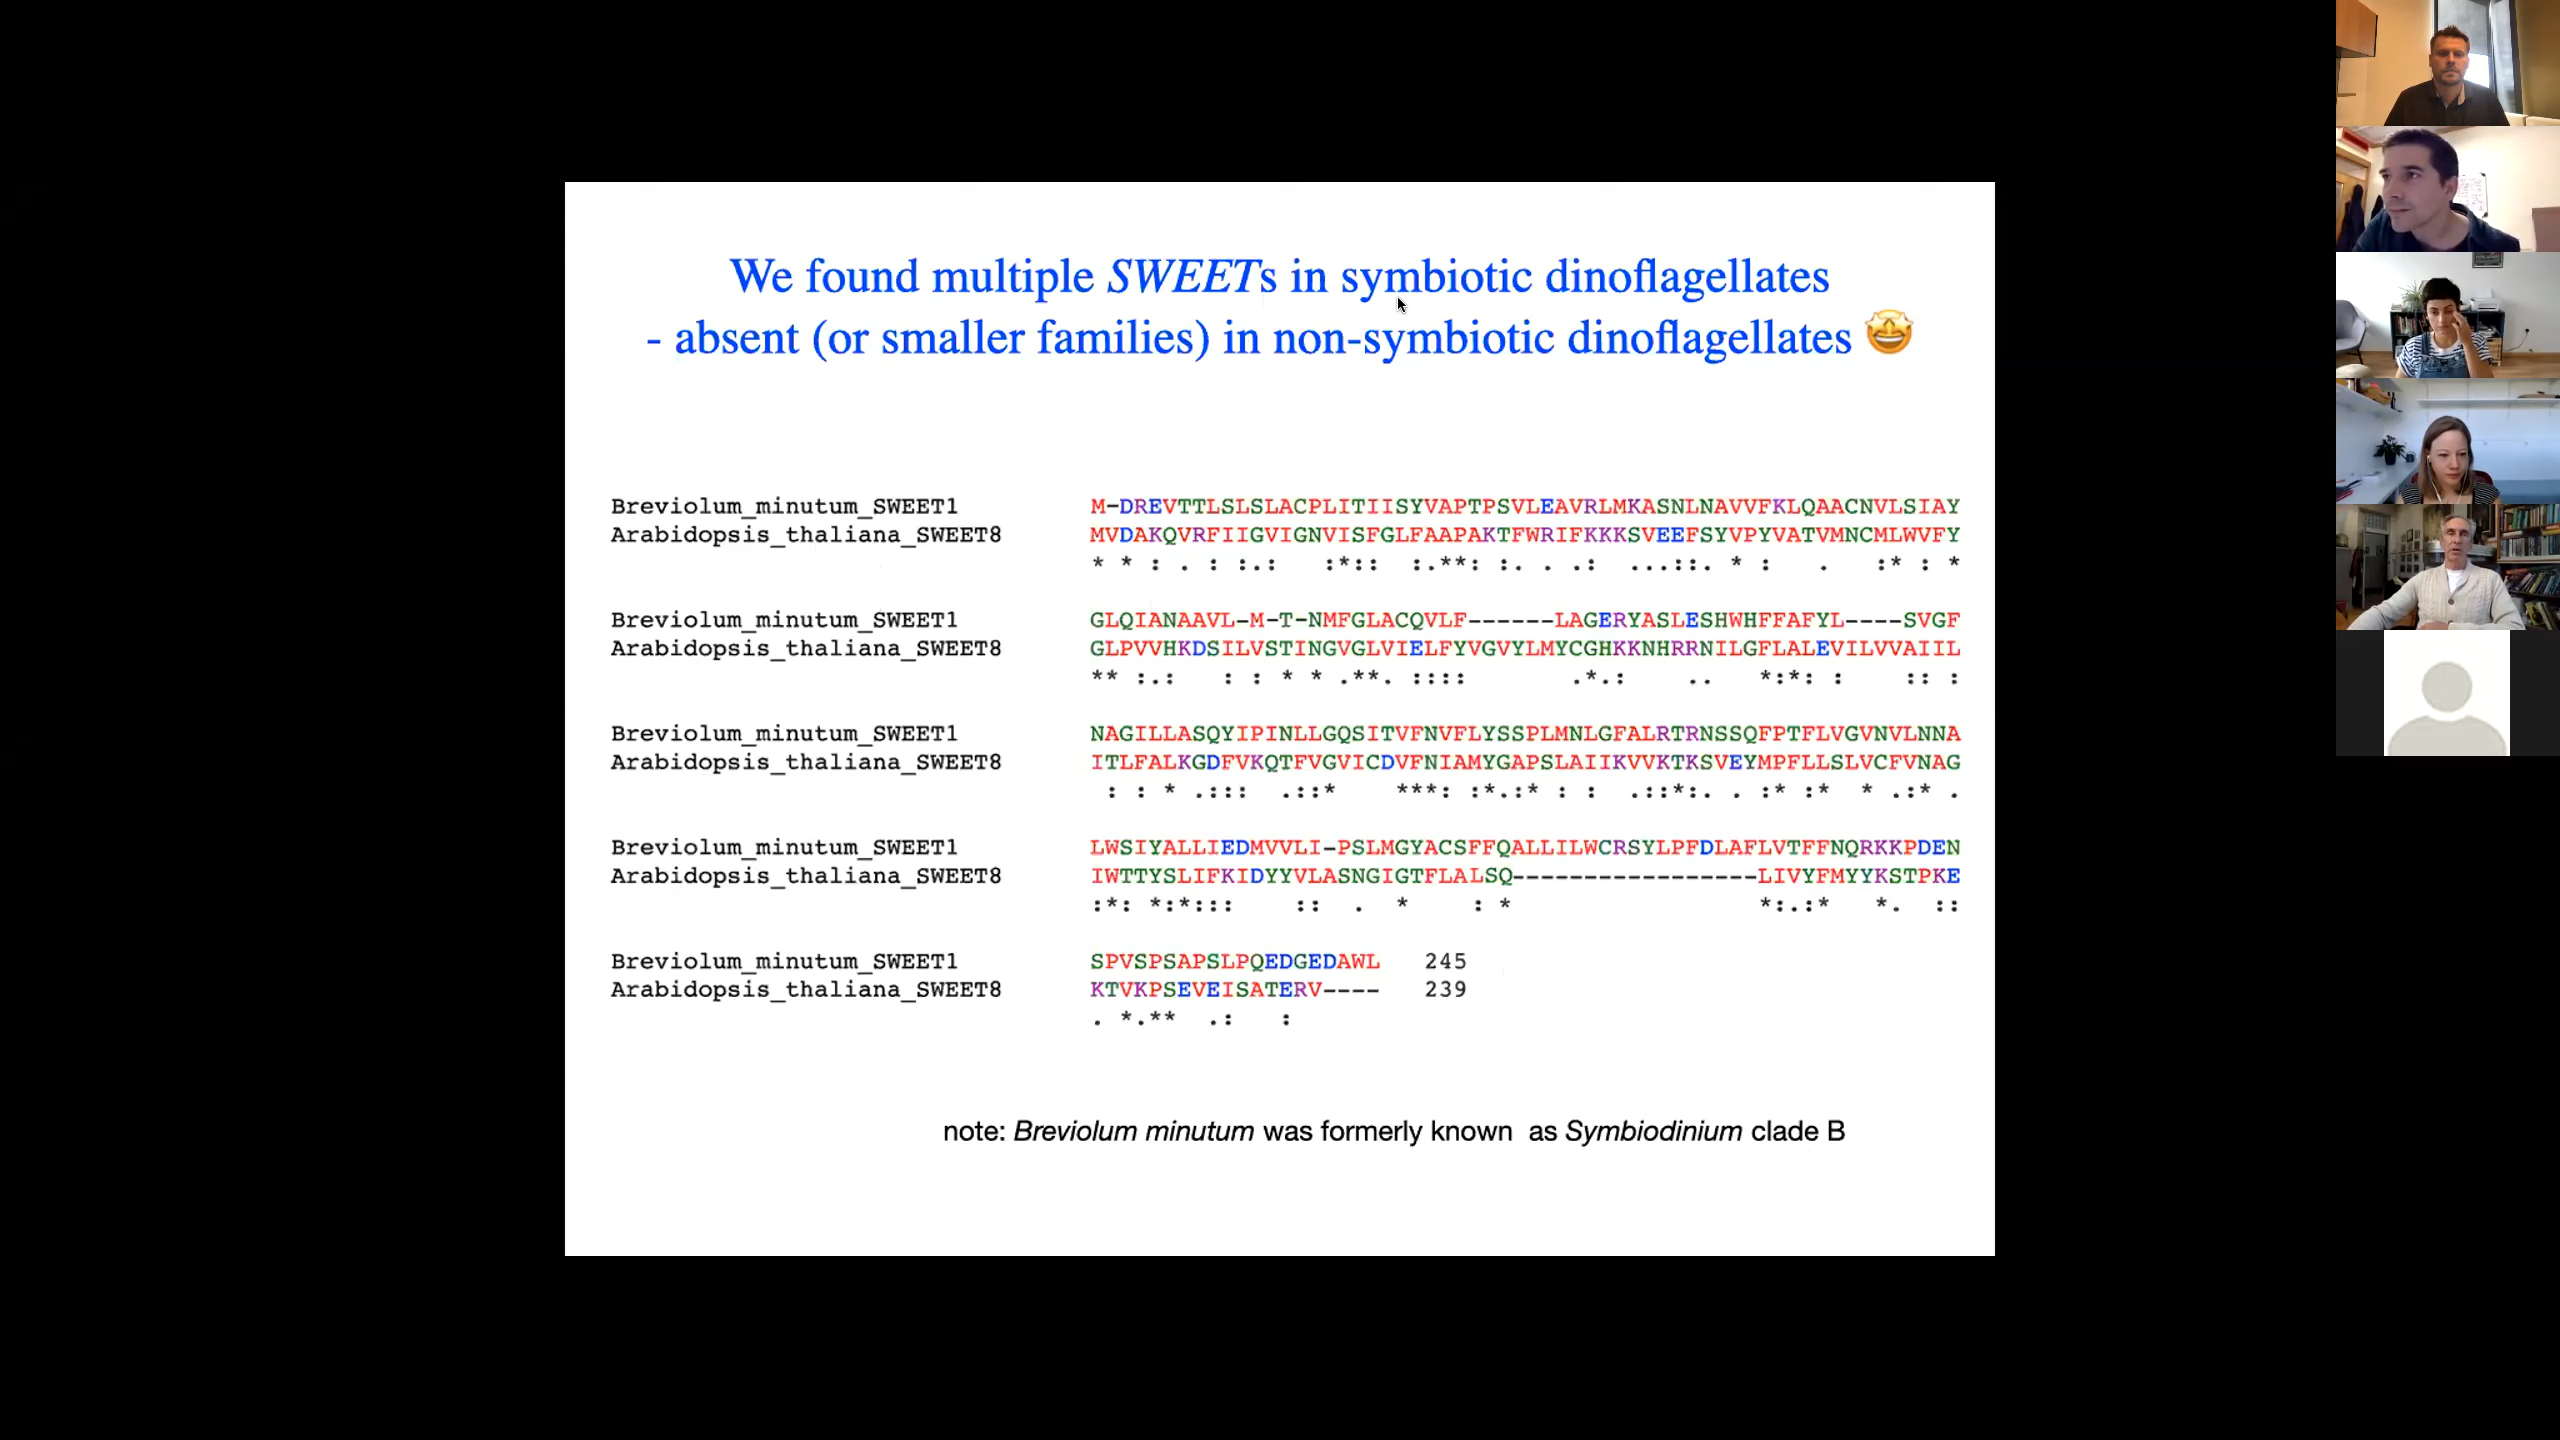 We found multiple SWEETs in symbiotic dinoflagellates
- absent (or smaller families) in non-symbiotic dinoflagellates 🤩
Breviolum_minutum_SWEET1 M-DREVTTLSLSLACPLITIISYVAPTPSVLEAVRLMKASNLNAVVFKLQAACNVLSIAY
Arabidopsis_thaliana_SWEET8 MVDAKQVRFIIGVIGNVISFGLFAAPAKTFWRIFKKKSVEEFSYVPYVATVMNCMLWVFY
* * : . : :.: :*:: :.**: :. . .: ...::. * : . :* : *
Breviolum_minutum_SWEET1 GLQIANAAVL-M-T-NMFGLACQVLF------LAGERYASLESHWHFFAFYL----SVGF
Arabidopsis_thaliana_SWEET8 GLPVVHKDSILVSTINGVGLVIELFYVGVYLMYCGHKKNHRRNILGFLALEVILVVAIIL
** :.: : : * * .**. :::: .*.: .. *:*: : :: :
Breviolum_minutum_SWEET1 NAGILLASQYIPINLLGQSITVFNVFLYSSPLMNLGFALRTRNSSQFPTFLVGVNVLNNA
Arabidopsis_thaliana_SWEET8 ITLFALKGDFVKQTFVGVICDVFNIAMYGAPSLAIIKVVKTKSVEYMPFLLSLVCFVNAG
: : * .::: .::* ***: :*.:* : : .::*:. . :* :* * .:* .
Breviolum_minutum_SWEET1 LWSIYALLIEDMVVLI-PSLMGYACSFFQALLILWCRSYLPFDLAFLVTFFNQRKKPDEN
Arabidopsis_thaliana_SWEET8 IWTTYSLIFKIDYYVLASNGIGTFLALSQ-----------------LIVYFMYYKSTPKE
:*: *:*::: :: . * : * *:.:* *. ::
Breviolum_minutum_SWEET1 SPVSPSAPSLPQEDGEDAWL 245
Arabidopsis_thaliana_SWEET8 KTVKPSEVEISATERV---- 239
. *.** .: :
note: Breviolum minutum was formerly known as Symbiodinium clade B